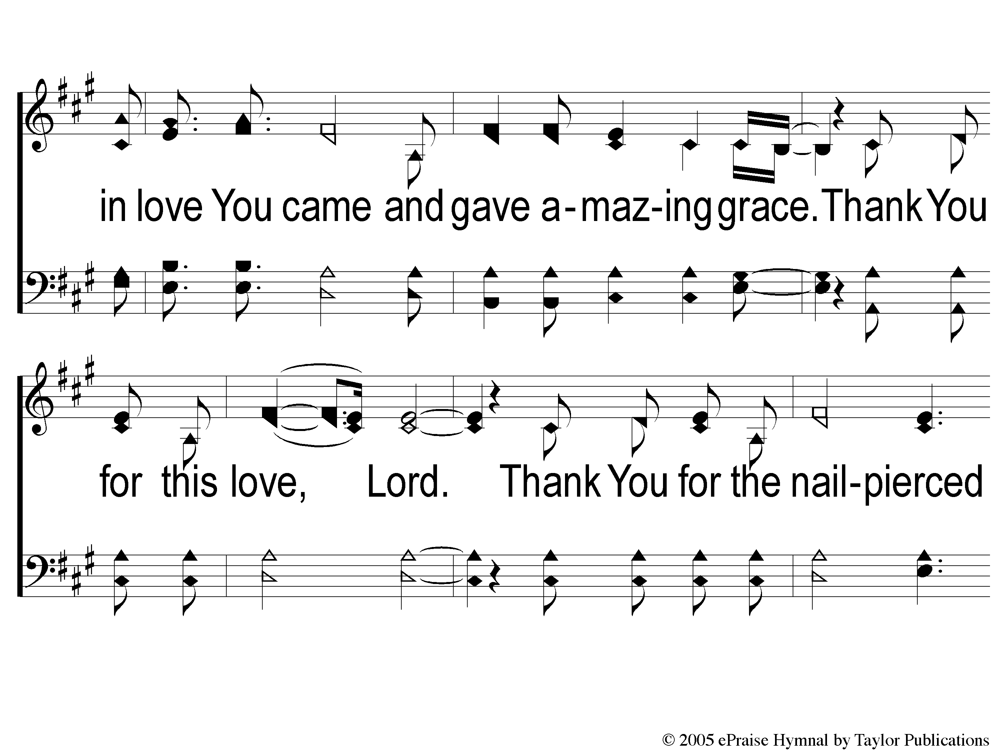 in love You came and gave a-maz-ing grace. Thank You
for this love, Lord. Thank You for the nail-pierced
© 2005 ePraise Hymnal by Taylor Publications